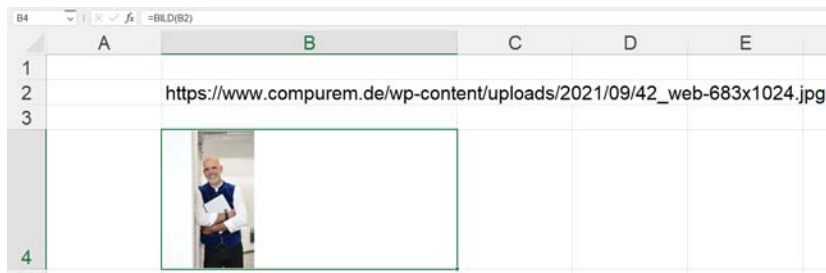 B4 fx =BILD(B2)
A B C D E
1
2 https://www.compurem.de/wp-content/uploads/2021/09/42_web-683x1024.jpg
3
4